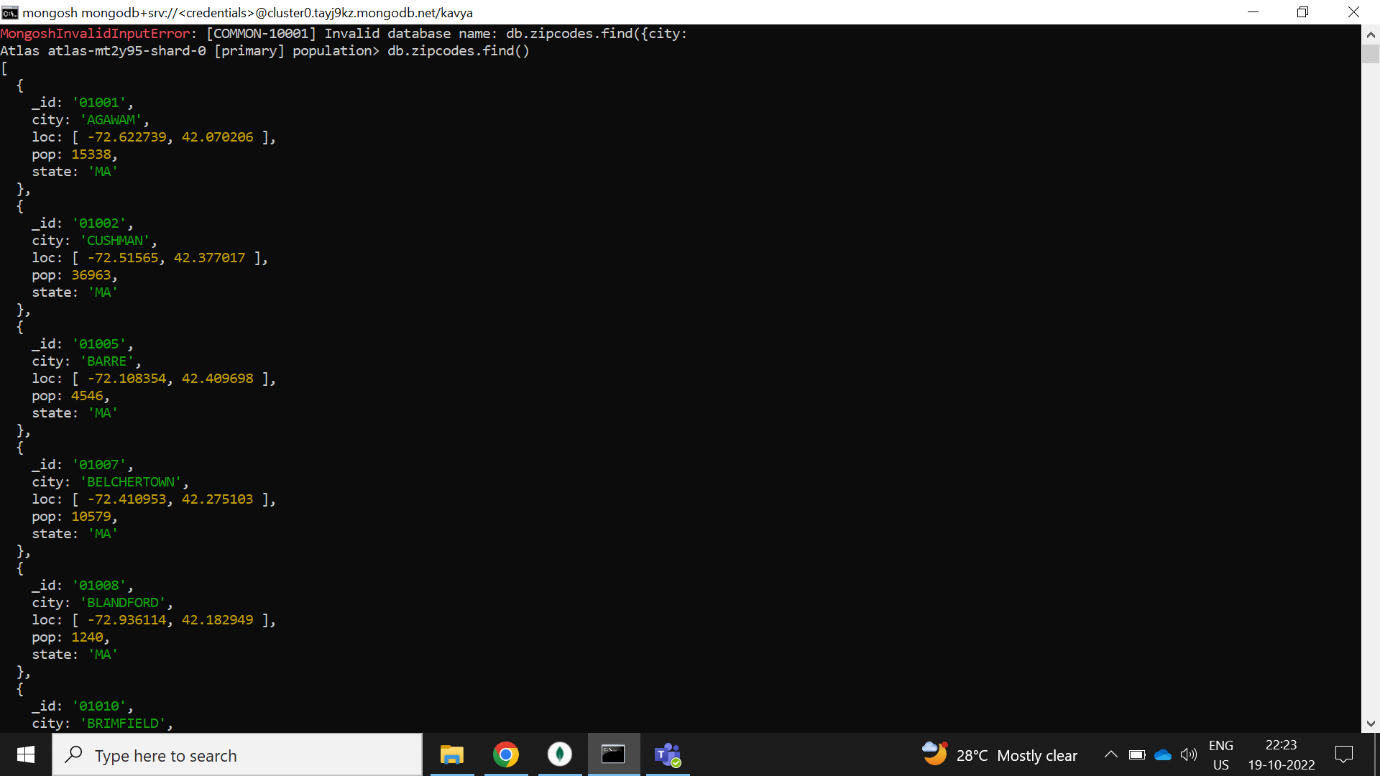 mongosh mongodb+srv://<credentials>@cluster0.tayj9kz.mongodb.net/kavya
MongoshInvalidInputError: [COMMON-10001] Invalid database name: db.zipcodes.find({city:
Atlas atlas-mt2y95-shard-0 [primary] population> db.zipcodes.find()
[
  {
    _id: '01001',
    city: 'AGAWAM',
    loc: [ -72.622739, 42.070206 ],
    pop: 15338,
    state: 'MA'
  },
  {
    _id: '01002',
    city: 'CUSHMAN',
    loc: [ -72.51565, 42.377017 ],
    pop: 36963,
    state: 'MA'
  },
  {
    _id: '01005',
    city: 'BARRE',
    loc: [ -72.108354, 42.409698 ],
    pop: 4546,
    state: 'MA'
  },
  {
    _id: '01007',
    city: 'BELCHERTOWN',
    loc: [ -72.410953, 42.275103 ],
    pop: 10579,
    state: 'MA'
  },
  {
    _id: '01008',
    city: 'BLANDFORD',
    loc: [ -72.936114, 42.182949 ],
    pop: 1240,
    state: 'MA'
  },
  {
    _id: '01010',
    city: 'BRIMFIELD',
Type here to search
28°C Mostly clear
ENG
US
22:23
19-10-2022